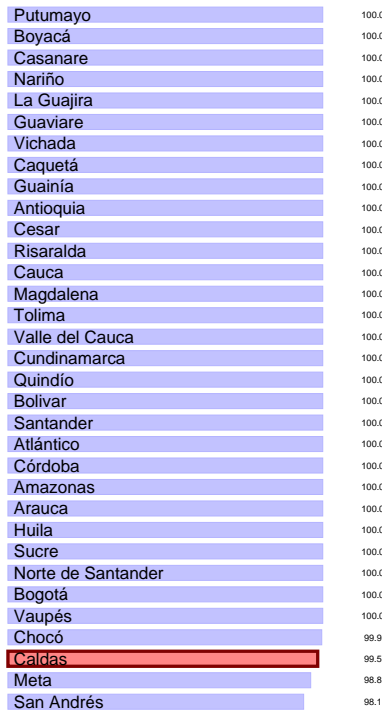 Putumayo 100.0
Boyacá 100.0
Casanare 100.0
Nariño 100.0
La Guajira 100.0
Guaviare 100.0
Vichada 100.0
Caquetá 100.0
Guainía 100.0
Antioquia 100.0
Cesar 100.0
Risaralda 100.0
Cauca 100.0
Magdalena 100.0
Tolima 100.0
Valle del Cauca 100.0
Cundinamarca 100.0
Quindío 100.0
Bolivar 100.0
Santander 100.0
Atlántico 100.0
Córdoba 100.0
Amazonas 100.0
Arauca 100.0
Huila 100.0
Sucre 100.0
Norte de Santander 100.0
Bogotá 100.0
Vaupés 100.0
Chocó 99.9
Caldas 99.5
Meta 98.8
San Andrés 98.1